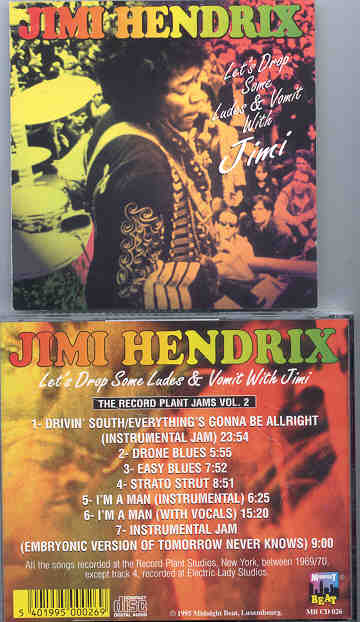 JIMI HENDRIX
Let's Drop
Some
Ludes & Vomit
With
Jimi
JIMI HENDRIX
Let's Drop Some Ludes & Vomit With Jimi
THE RECORD PLANT JAMS VOL. 2
1- DRIVIN' SOUTH/EVERYTHING'S GONNA BE ALLRIGHT
(INSTRUMENTAL JAM) 23:54
2- DRONE BLUES 5:55
3- EASY BLUES 7:52
4- STRATO STRUT 8:51
5- I'M A MAN (INSTRUMENTAL) 6:25
6- I'M A MAN (WITH VOCALS) 15:20
7- INSTRUMENTAL JAM
(EMBRYONIC VERSION OF TOMORROW NEVER KNOWS) 9:00
All the songs recorded at the Record Plant Studios, New York, between 1969/70,
except track 4, recorded at Electric-Lady Studios.
5 401995 000269
COMPACT
disc
DIGITAL AUDIO
© 1995 Midnight Beat, Luxembourg.
MIDNIGHT
BEAT
MB CD 026